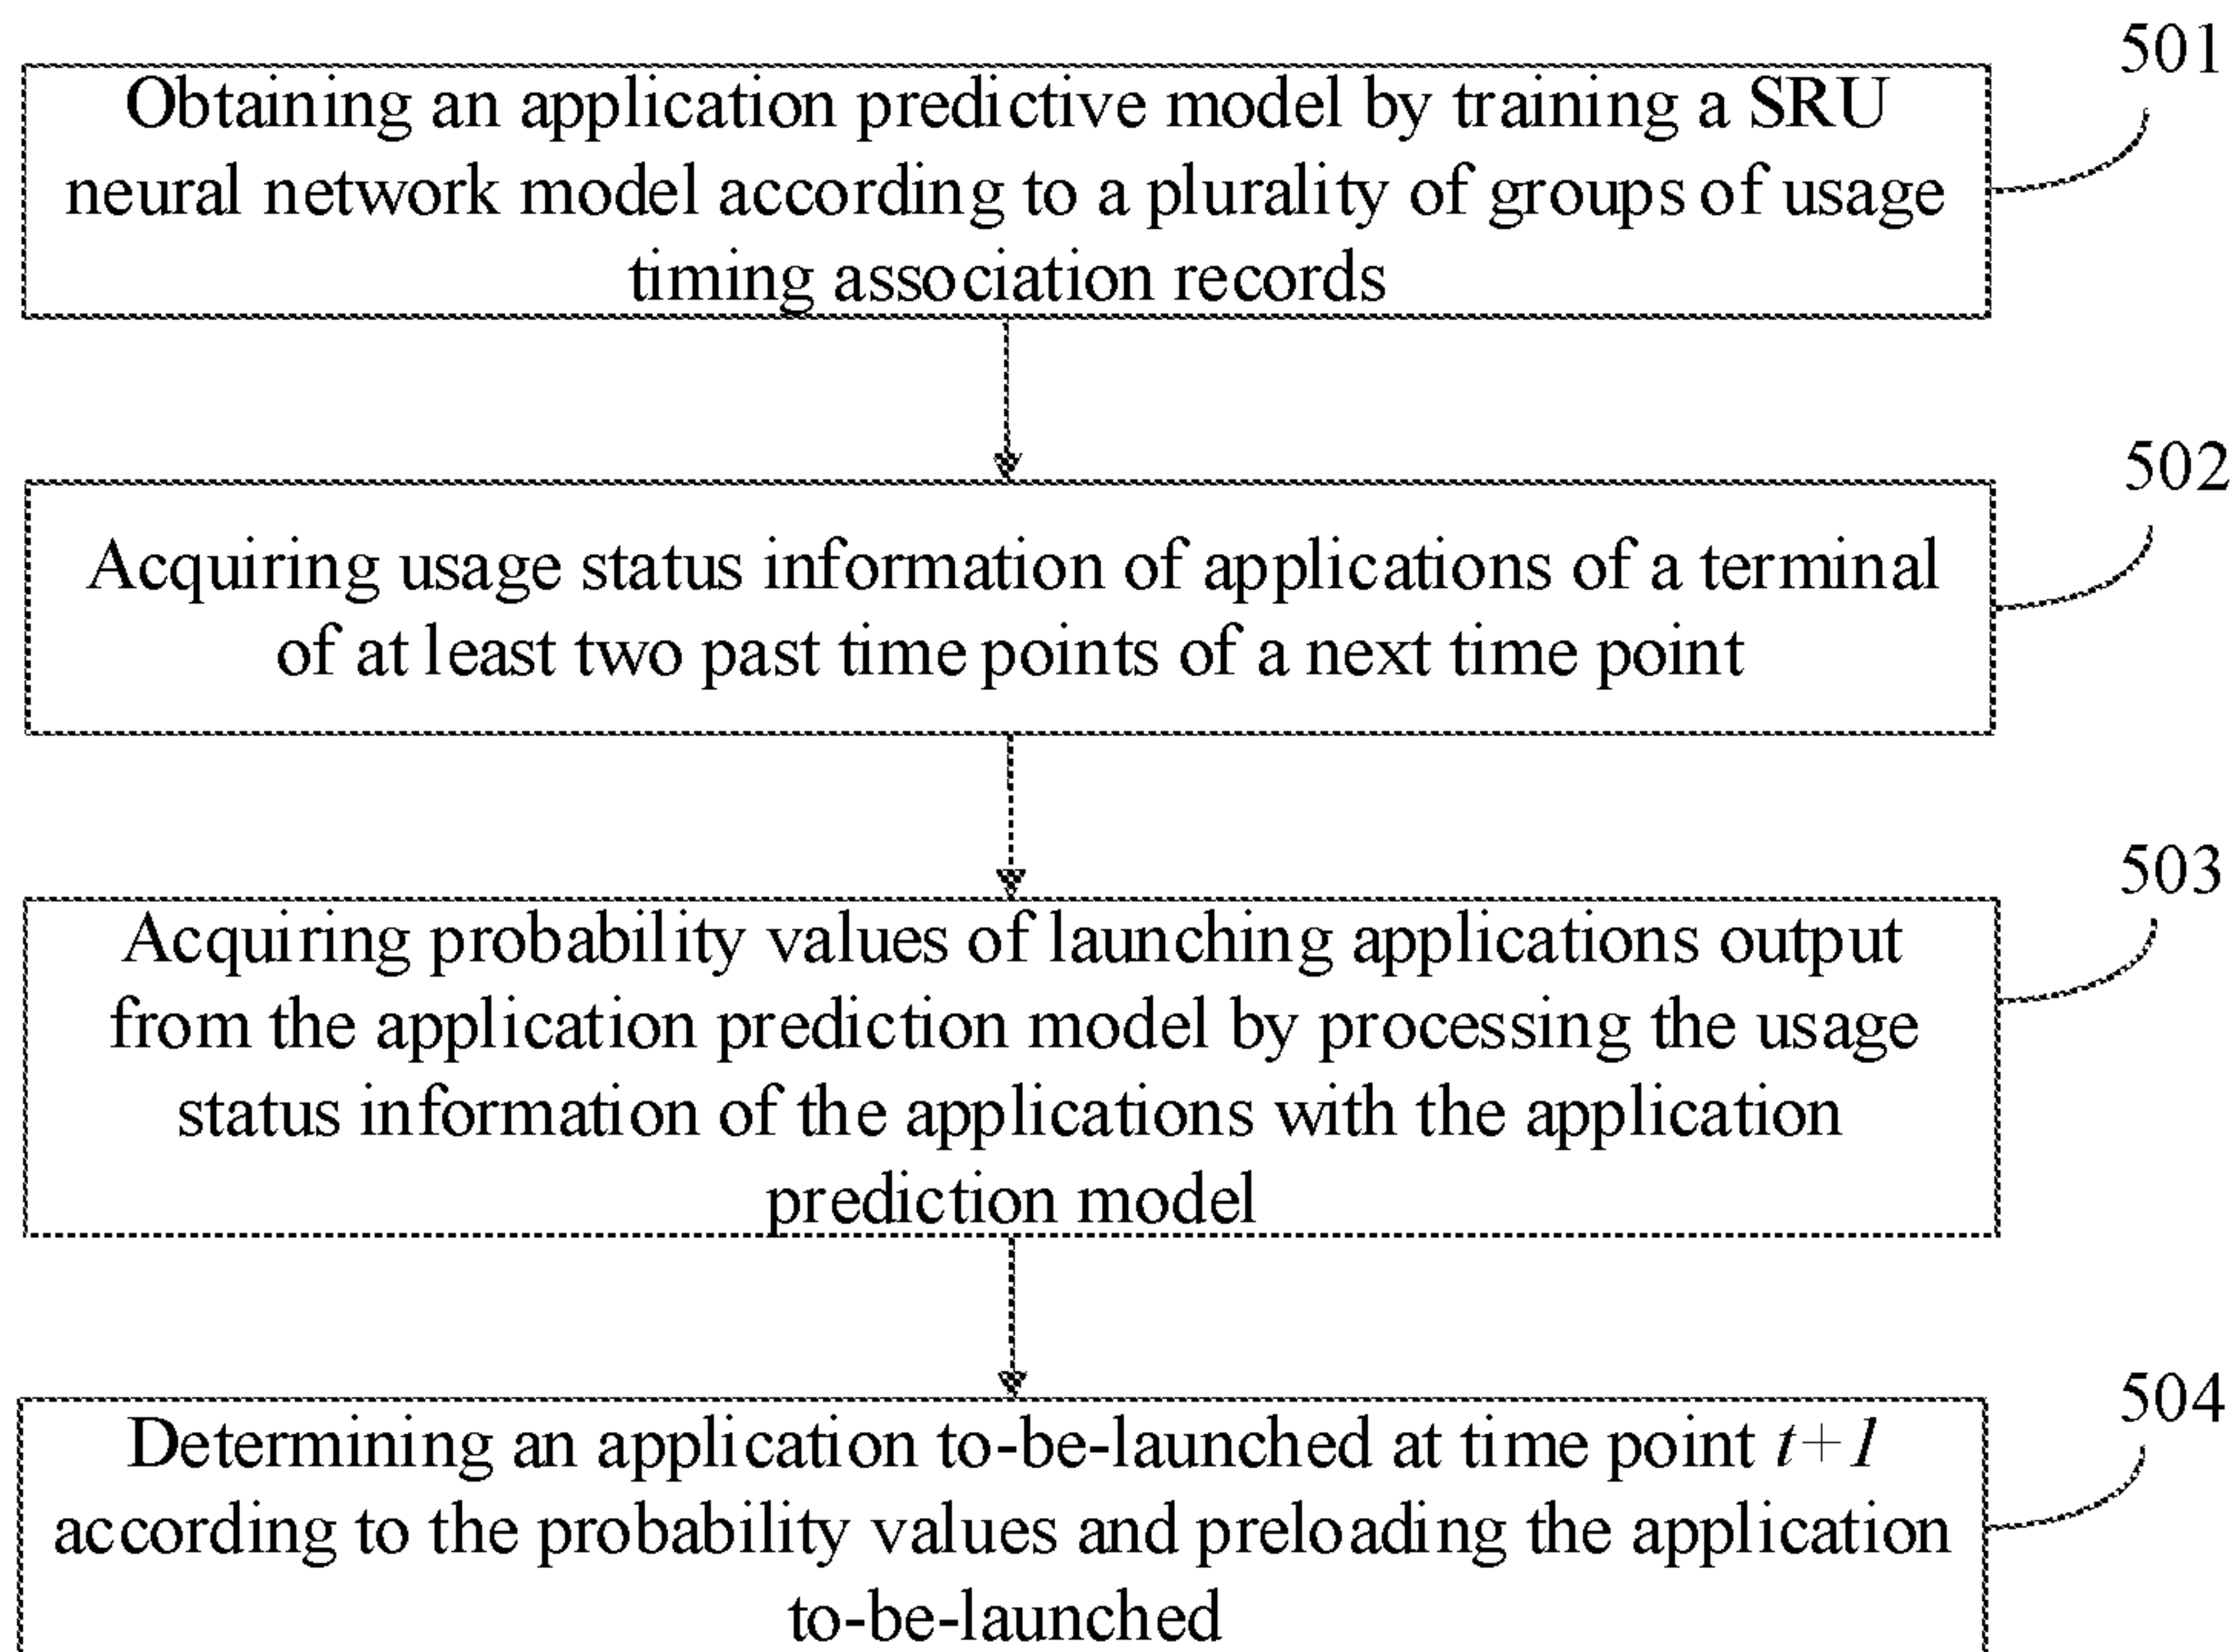 501
Obtaining an application predictive model by training a SRU
neural network model according to a plurality of groups of usage
timing association records
502
Acquiring usage status information of applications of a terminal
of at least two past time points of a next time point
503
Acquiring probability values of launching applications output
from the application prediction model by processing the usage
status information of the applications with the application
prediction model
504
Determining an application to-be-launched at time point t+1
according to the probability values and preloading the application
to-be-launched